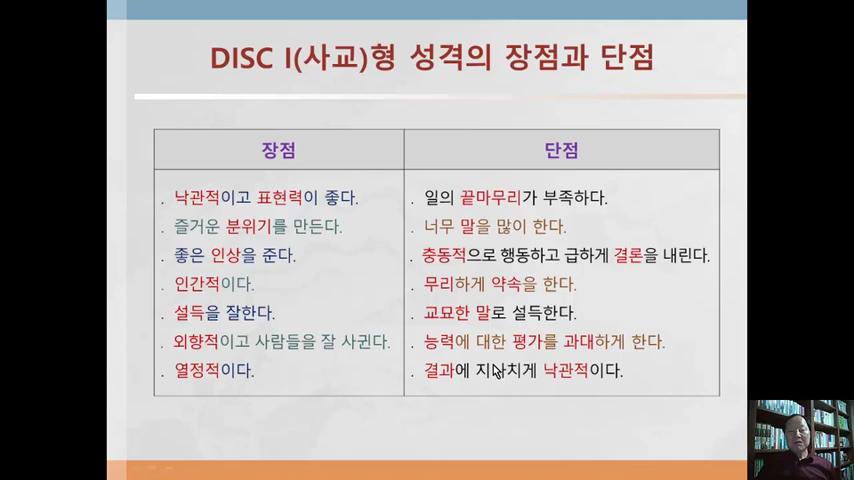 DISC I(사교)형 성격의 장점과 단점
장점
단점
. 낙관적이고 표현력이 좋다.
. 즐거운 분위기를 만든다.
. 좋은 인상을 준다.
. 인간적이다.
. 설득을 잘한다.
. 외향적이고 사람들을 잘 사귄다.
. 열정적이다.
. 일의 끝마무리가 부족하다.
. 너무 말을 많이 한다.
. 충동적으로 행동하고 급하게 결론을 내린다.
. 무리하게 약속을 한다.
. 교묘한 말로 설득한다.
. 능력에 대한 평가를 과대하게 한다.
. 결과에 지나치게 낙관적이다.